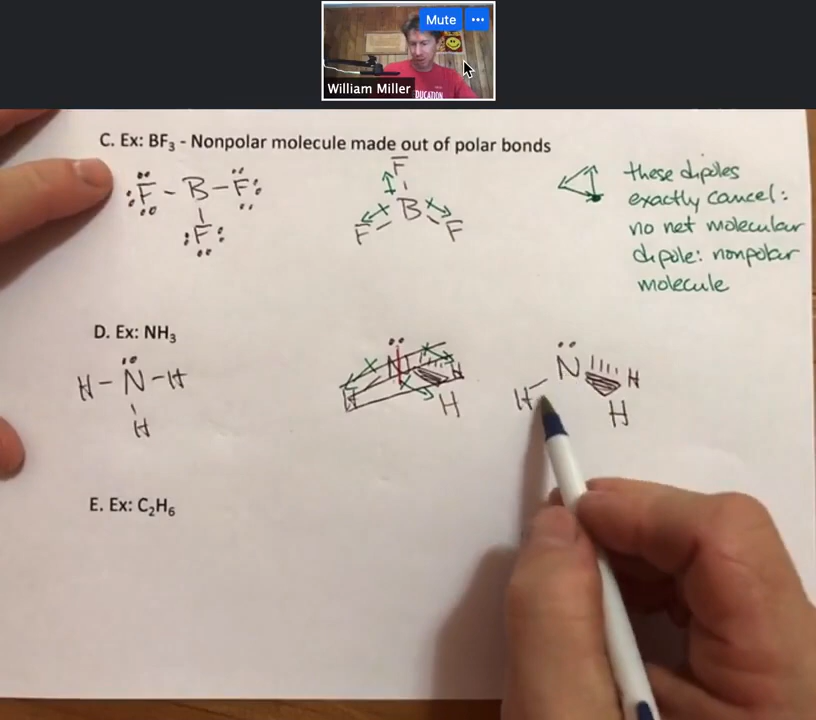 Mute
William Miller
EDUCATION
C. Ex: BF₃ - Nonpolar molecule made out of polar bonds
:F - B - F:
F:
F
B
F F
these dipoles
exactly cancel:
no net molecular
dipole: nonpolar
molecule
D. Ex: NH₃
H - N - H
H
N
H
H
H
N
H
H
H
E. Ex: C₂H₆